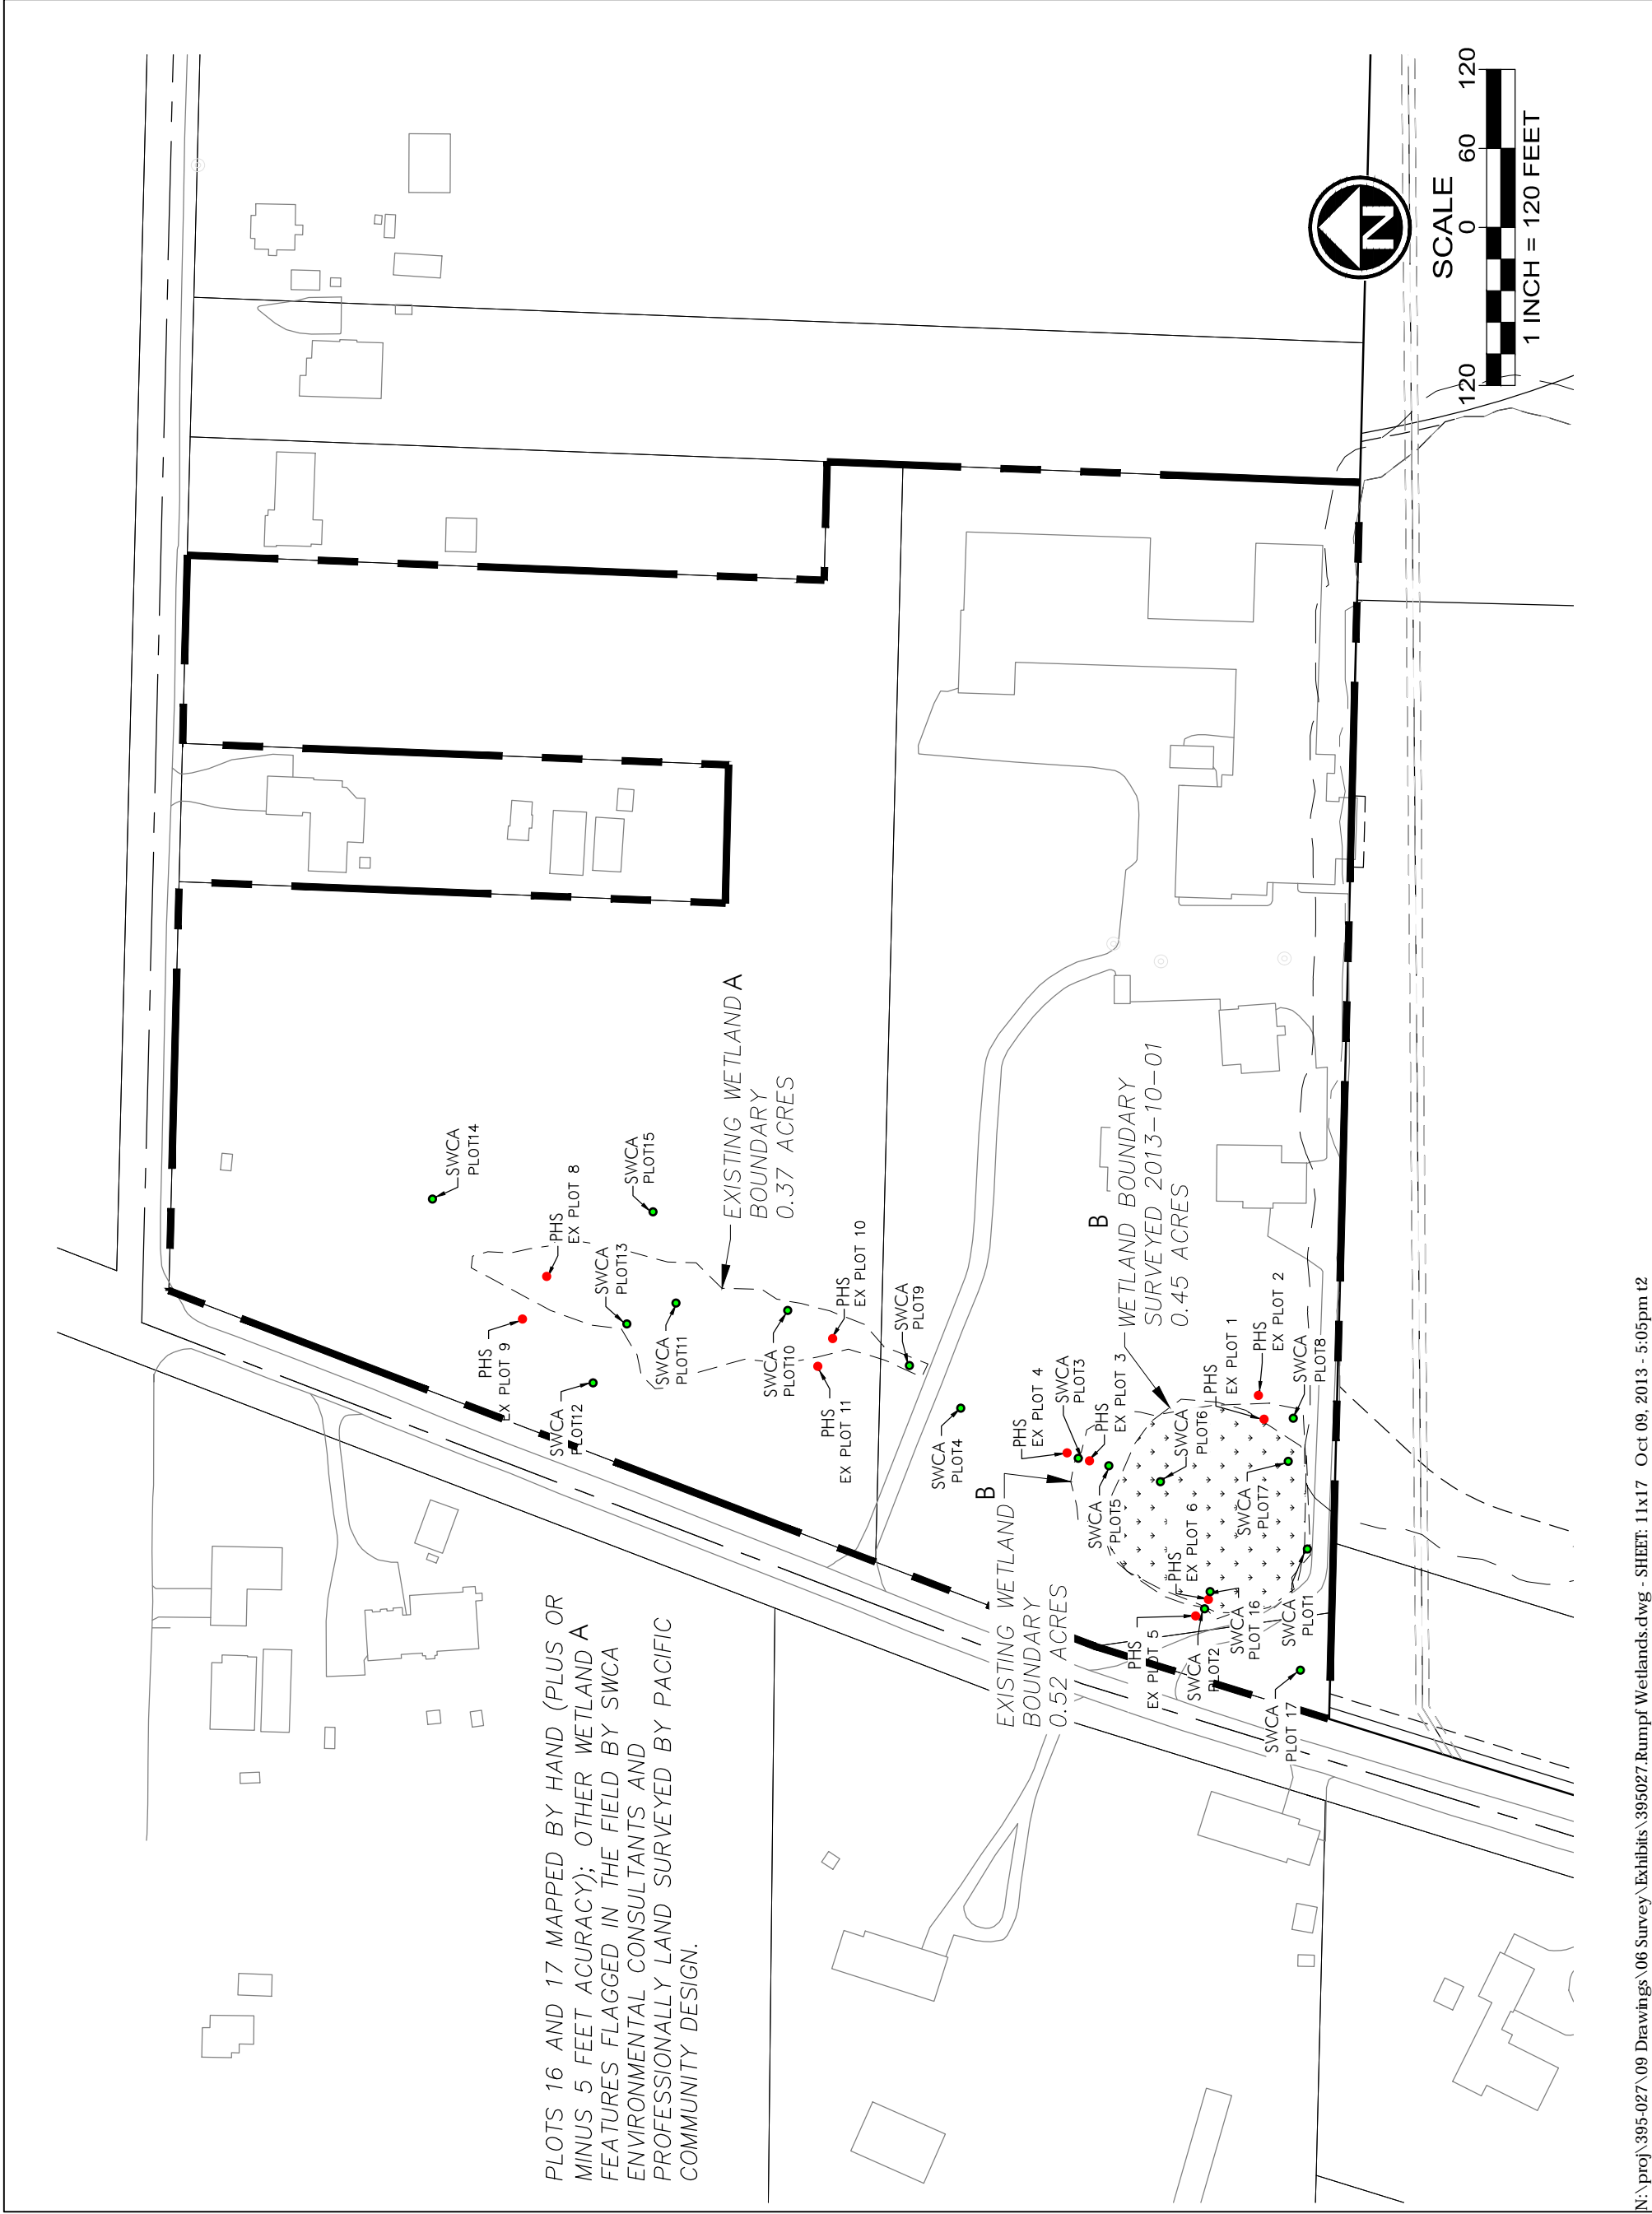 PLOTS 16 AND 17 MAPPED BY HAND (PLUS OR
MINUS 5 FEET ACURACY); OTHER WETLAND A
FEATURES FLAGGED IN THE FIELD BY SWCA
ENVIRONMENTAL CONSULTANTS AND
PROFESSIONALLY LAND SURVEYED BY PACIFIC
COMMUNITY DESIGN.
SWCA
PLOT14
PHS
EX PLOT 8
PHS
EX PLOT 9
SWCA
PLOT13
SWCA
PLOT15
SWCA
PLOT12
SWCA
PLOT11
EXISTING WETLAND A
BOUNDARY
0.37 ACRES
SWCA
PLOT10
PHS
EX PLOT 10
PHS
EX PLOT 11
SWCA
PLOT9
SWCA
PLOT4
B
EXISTING WETLAND
BOUNDARY
0.52 ACRES
PHS
EX PLOT 4
SWCA
PLOT3
PHS
EX PLOT 3
B
WETLAND BOUNDARY
SURVEYED 2013-10-01
0.45 ACRES
SWCA
PLOT5
SWCA
PLOT6
PHS
EX PLOT 1
PHS
EX PLOT 2
SWCA
PLOT8
PHS
EX PLOT 6
SWCA
PLOT7
PHS
EX PLOT 5
SWCA
PLOT2
SWCA
PLOT 16
SWCA
PLOT1
SWCA
PLOT 17
N
SCALE
120 0 60 120
1 INCH = 120 FEET
N:\proj\395-027\09 Drawings\06 Survey\Exhibits\395027.Rumpf Wetlands.dwg - SHEET: 11x17 Oct 09, 2013 - 5:05pm t2